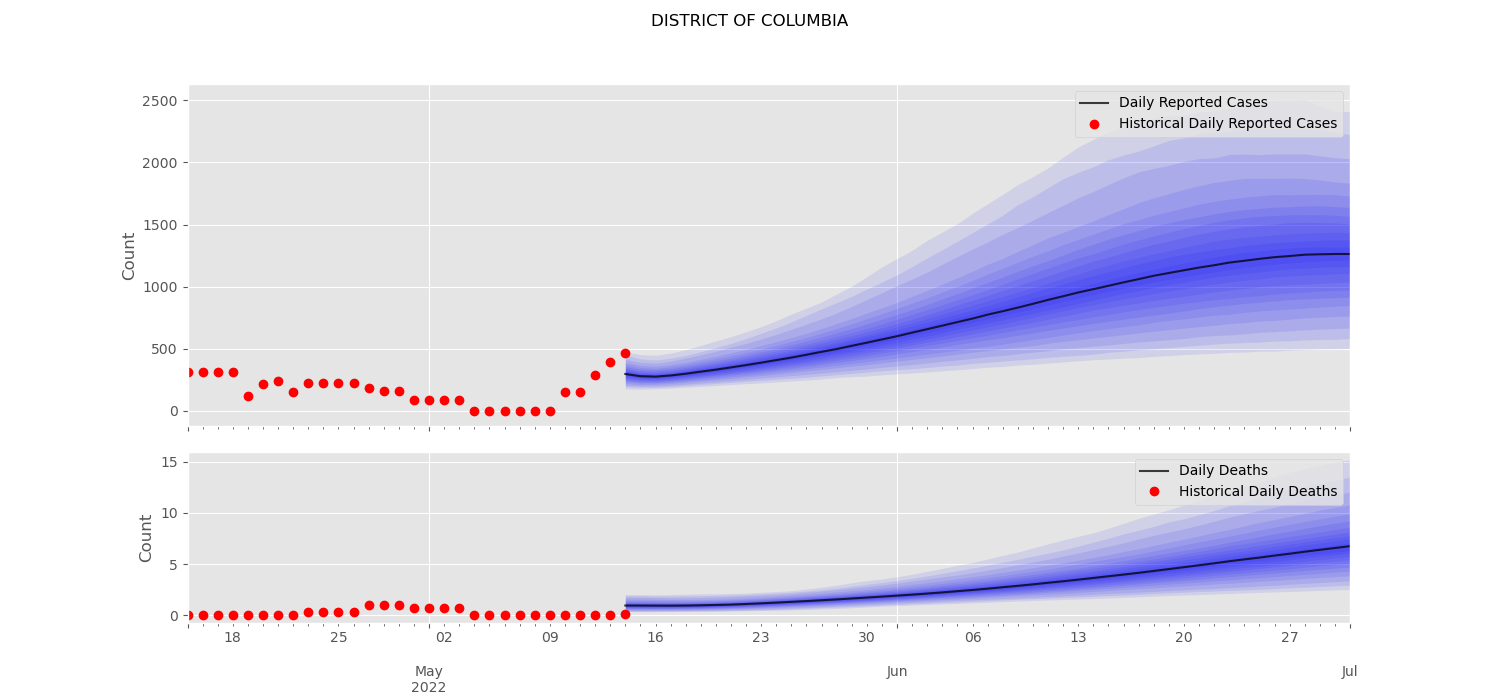 DISTRICT OF COLUMBIA
2500
2000
1500
1000
500
0
Count
Daily Reported Cases
Historical Daily Reported Cases
15
10
5
0
Count
Daily Deaths
Historical Daily Deaths
18 25 02 09 16 23 30 06 13 20 27
May Jun Jul
2022